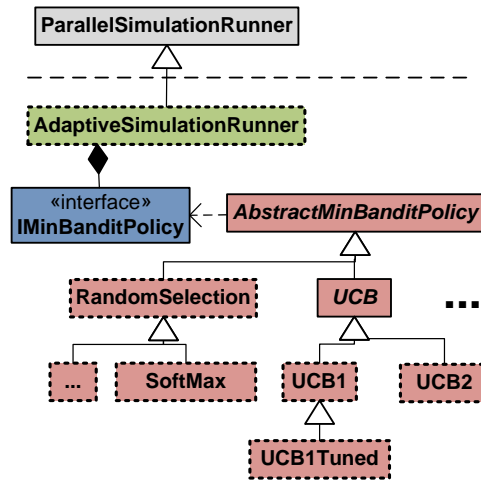 ParallelSimulationRunner
AdaptiveSimulationRunner
«interface»
IMinBanditPolicy
AbstractMinBanditPolicy
RandomSelection
UCB
...
...
SoftMax
UCB1
UCB2
UCB1Tuned